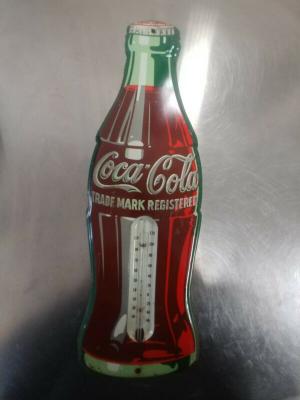 Coca-Cola
TRADE MARK REGISTERED